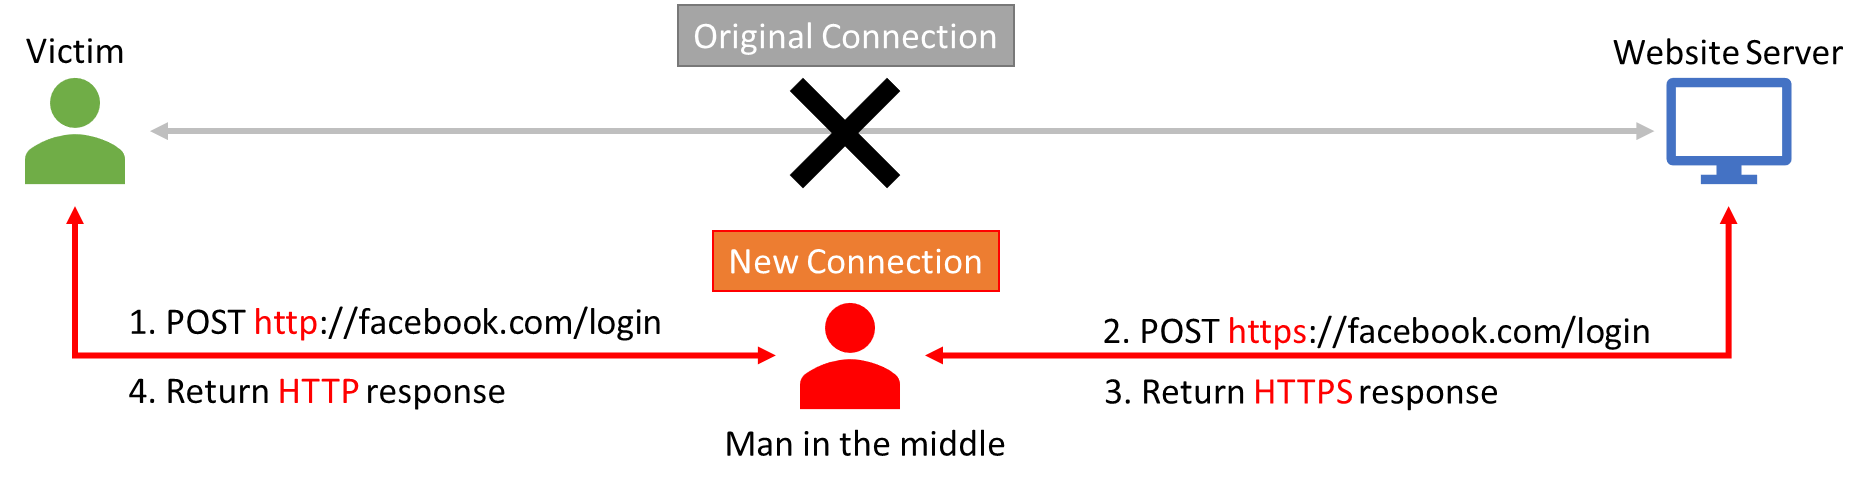 Original Connection
Victim
Website Server
New Connection
1. POST http://facebook.com/login
2. POST https://facebook.com/login
4. Return HTTP response
3. Return HTTPS response
Man in the middle